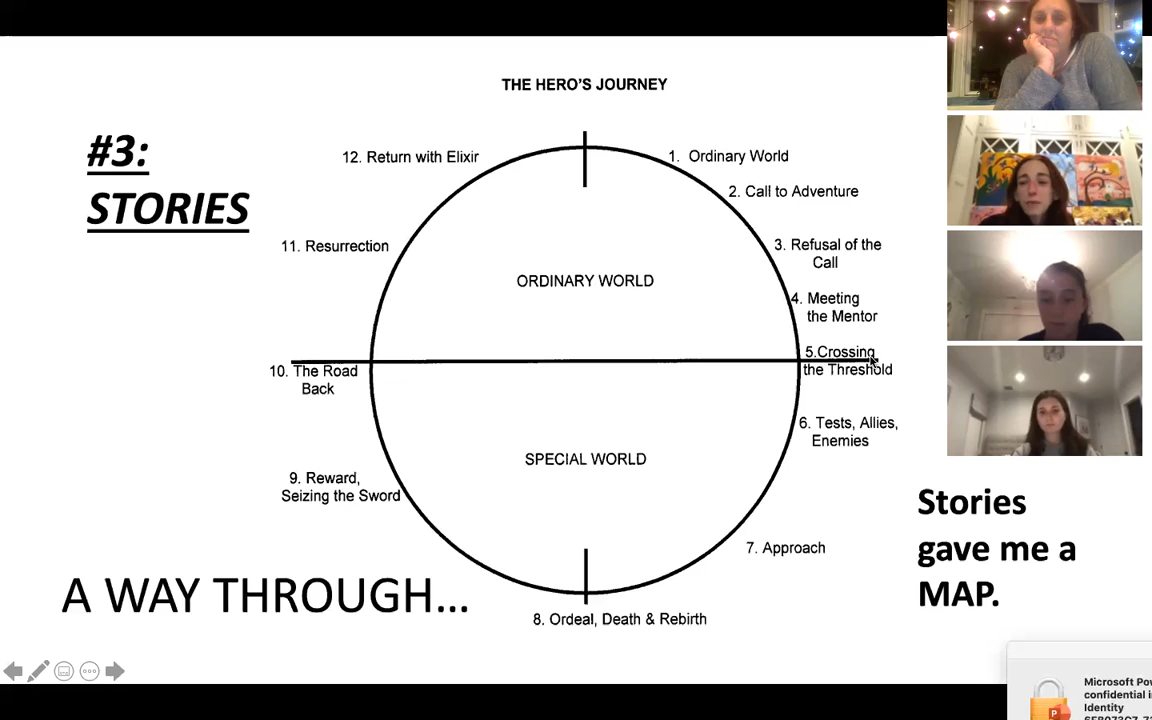 THE HERO'S JOURNEY
#3:
STORIES
12. Return with Elixir
1. Ordinary World
2. Call to Adventure
11. Resurrection
3. Refusal of the
Call
ORDINARY WORLD
4. Meeting
the Mentor
5.Crossing
the Threshold
10. The Road
Back
6. Tests, Allies,
Enemies
SPECIAL WORLD
9. Reward,
Seizing the Sword
7. Approach
8. Ordeal, Death & Rebirth
A WAY THROUGH...
Stories
gave me a
MAP.
Microsoft Pow
confidential in
Identity